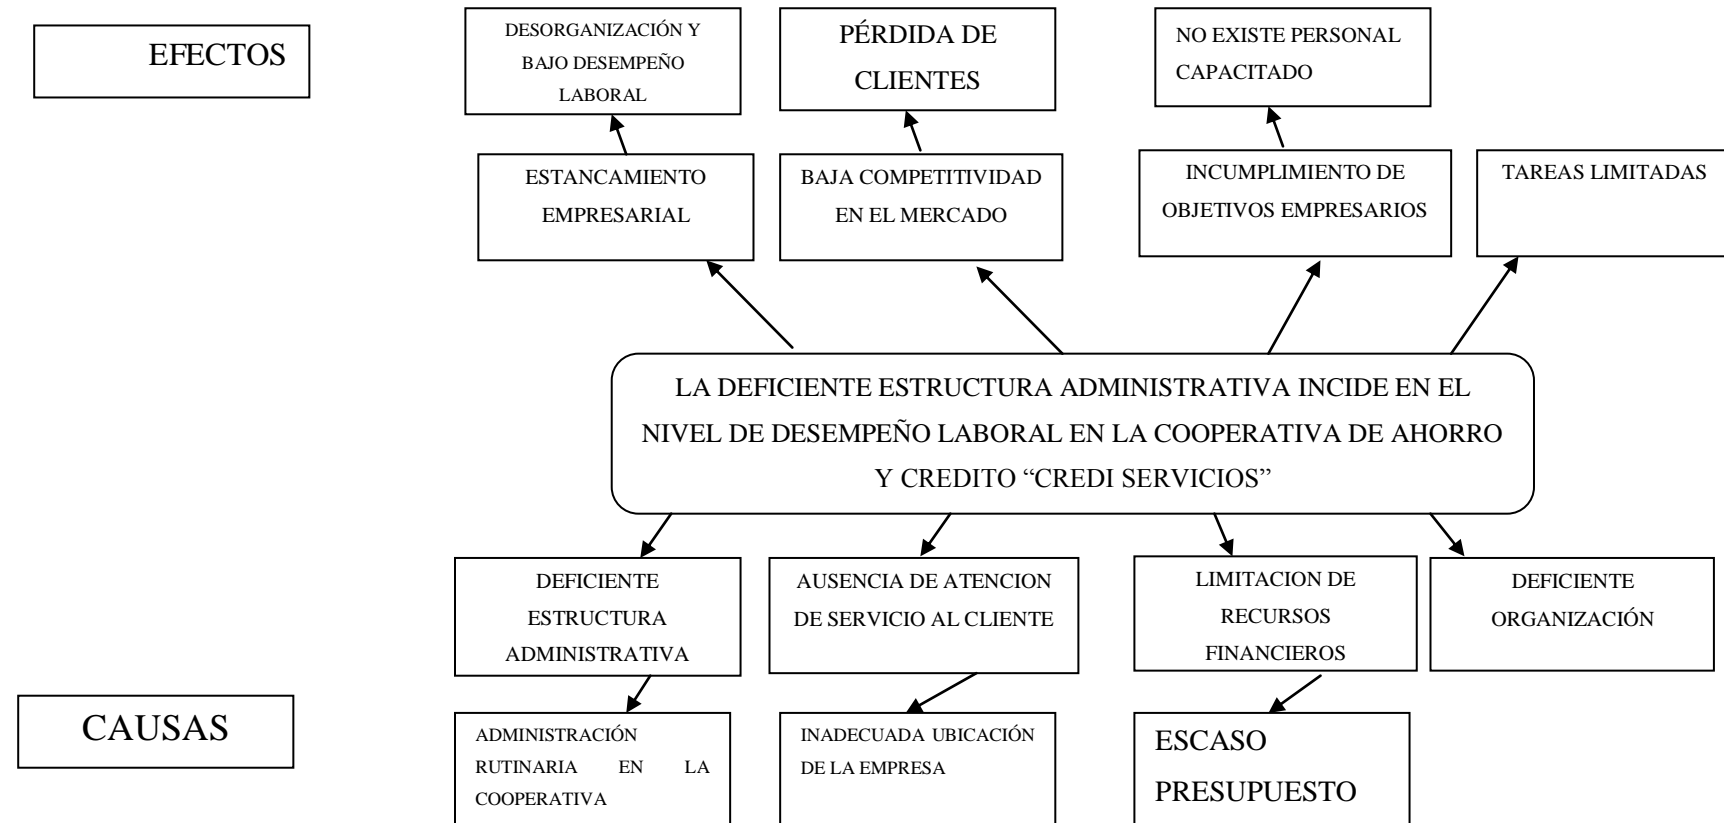 EFECTOS
DESORGANIZACIÓN Y
BAJO DESEMPEÑO
LABORAL
PÉRDIDA DE
CLIENTES
NO EXISTE PERSONAL
CAPACITADO
ESTANCAMIENTO
EMPRESARIAL
BAJA COMPETITIVIDAD
EN EL MERCADO
INCUMPLIMIENTO DE
OBJETIVOS EMPRESARIOS
TAREAS LIMITADAS
LA DEFICIENTE ESTRUCTURA ADMINISTRATIVA INCIDE EN EL
NIVEL DE DESEMPEÑO LABORAL EN LA COOPERATIVA DE AHORRO
Y CREDITO “CREDI SERVICIOS”
DEFICIENTE
ESTRUCTURA
ADMINISTRATIVA
AUSENCIA DE ATENCION
DE SERVICIO AL CLIENTE
LIMITACION DE
RECURSOS
FINANCIEROS
DEFICIENTE
ORGANIZACIÓN
CAUSAS
ADMINISTRACIÓN
RUTINARIA EN LA
COOPERATIVA
INADECUADA UBICACIÓN
DE LA EMPRESA
ESCASO
PRESUPUESTO